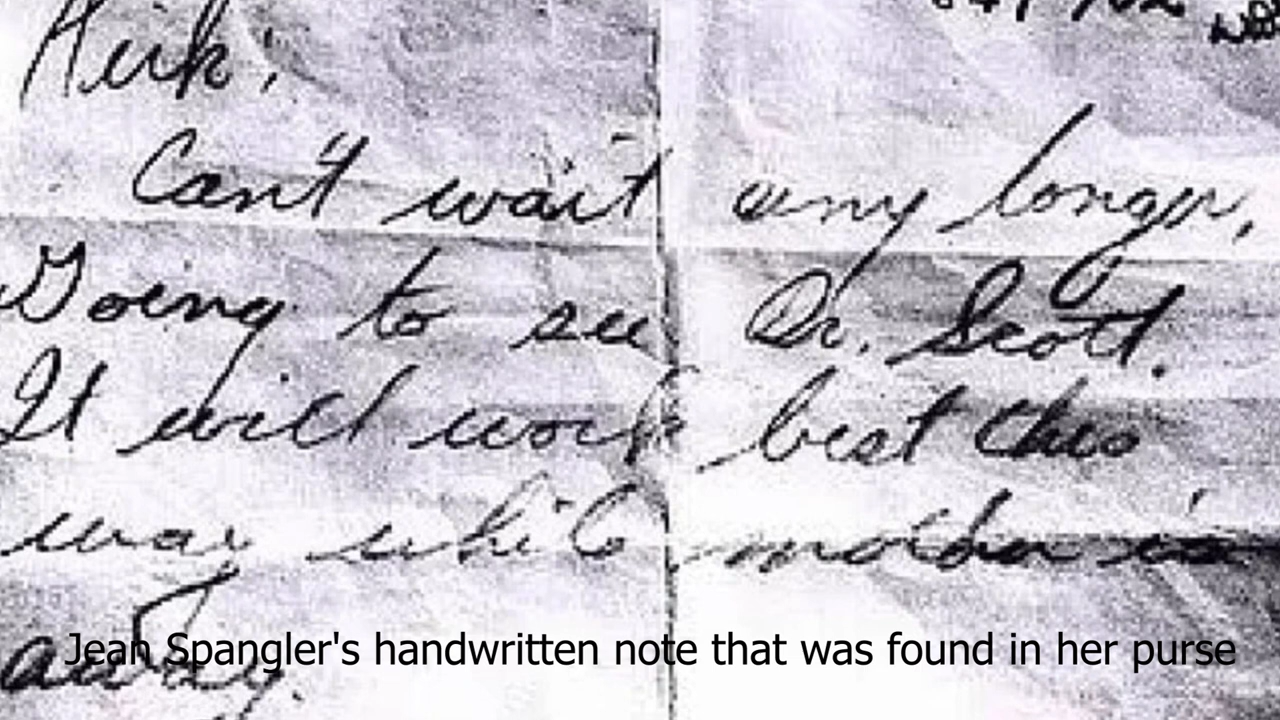 Kirk:
Can't wait any longer,
Going to see Dr. Scott.
It will work best this
way while mother is
away.
Jean Spangler's handwritten note that was found in her purse